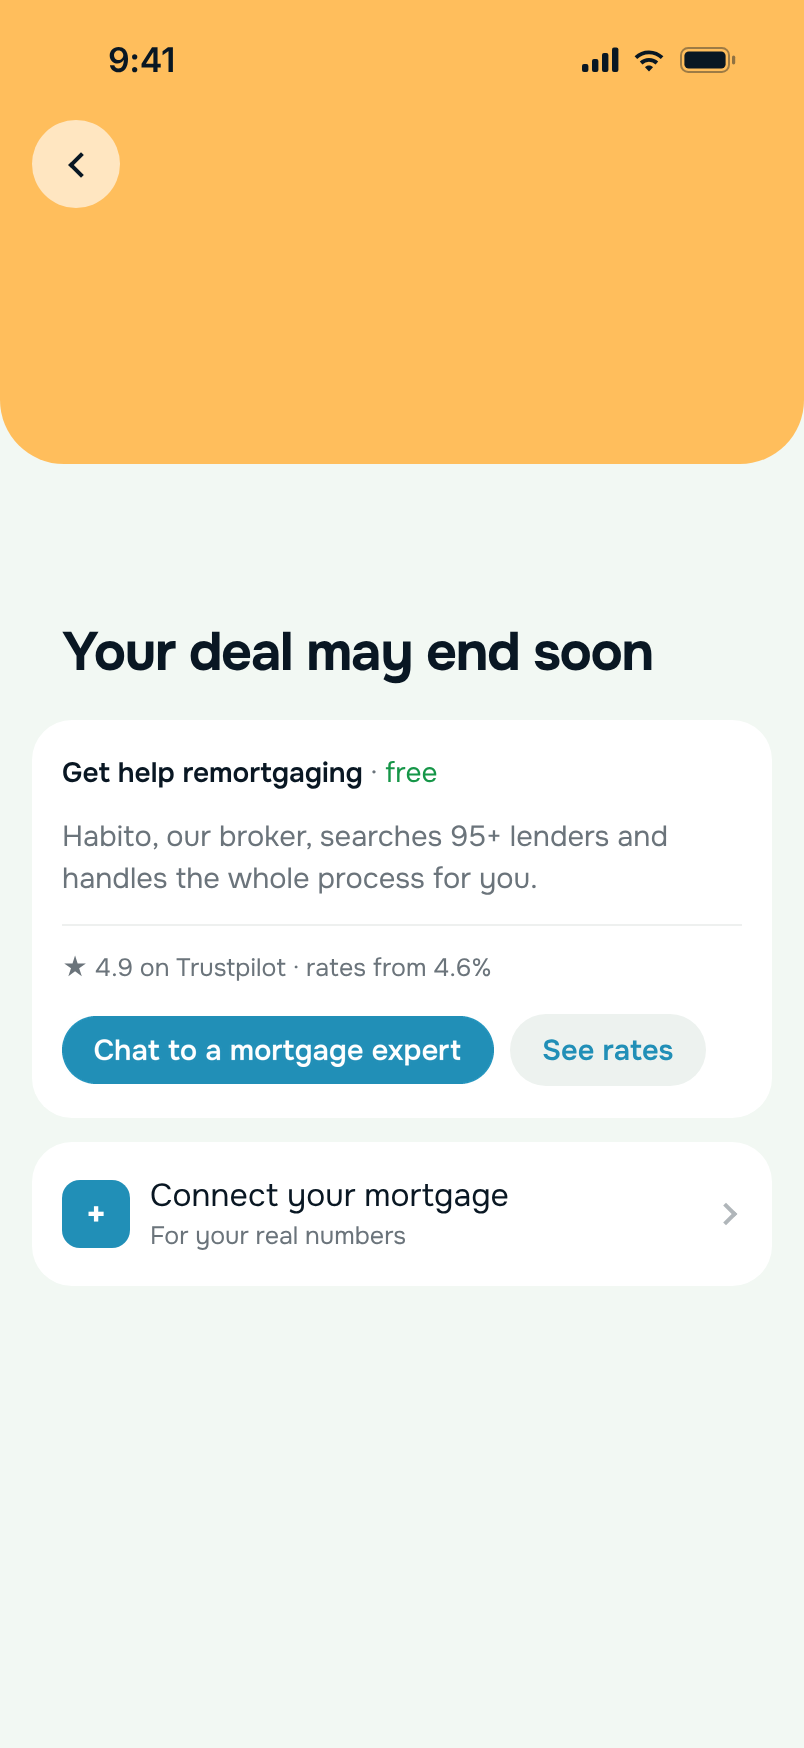 9:41
Your deal may end soon
Get help remortgaging · free
Habito, our broker, searches 95+ lenders and
handles the whole process for you.
★ 4.9 on Trustpilot · rates from 4.6%
Chat to a mortgage expert
See rates
Connect your mortgage
For your real numbers